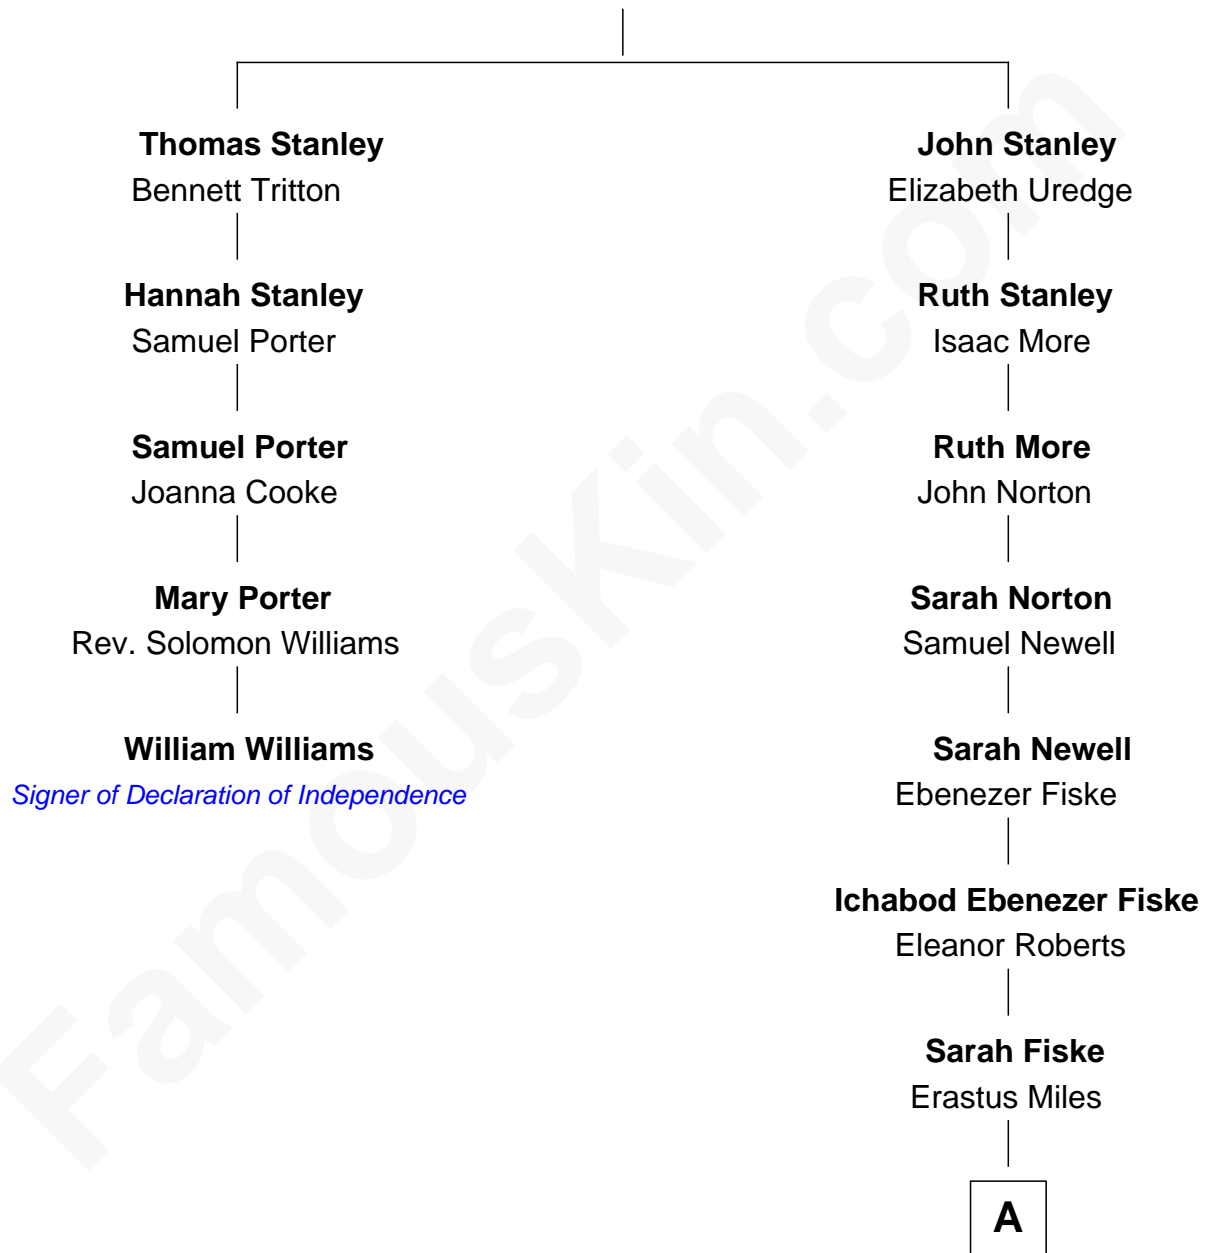 Thomas Stanley
Bennett Tritton
Hannah Stanley
Samuel Porter
Samuel Porter
Joanna Cooke
Mary Porter
Rev. Solomon Williams
William Williams
Signer of Declaration of Independence
John Stanley
Elizabeth Uredge
Ruth Stanley
Isaac More
Ruth More
John Norton
Sarah Norton
Samuel Newell
Sarah Newell
Ebenezer Fiske
Ichabod Ebenezer Fiske
Eleanor Roberts
Sarah Fiske
Erastus Miles
A
FamousKin.com